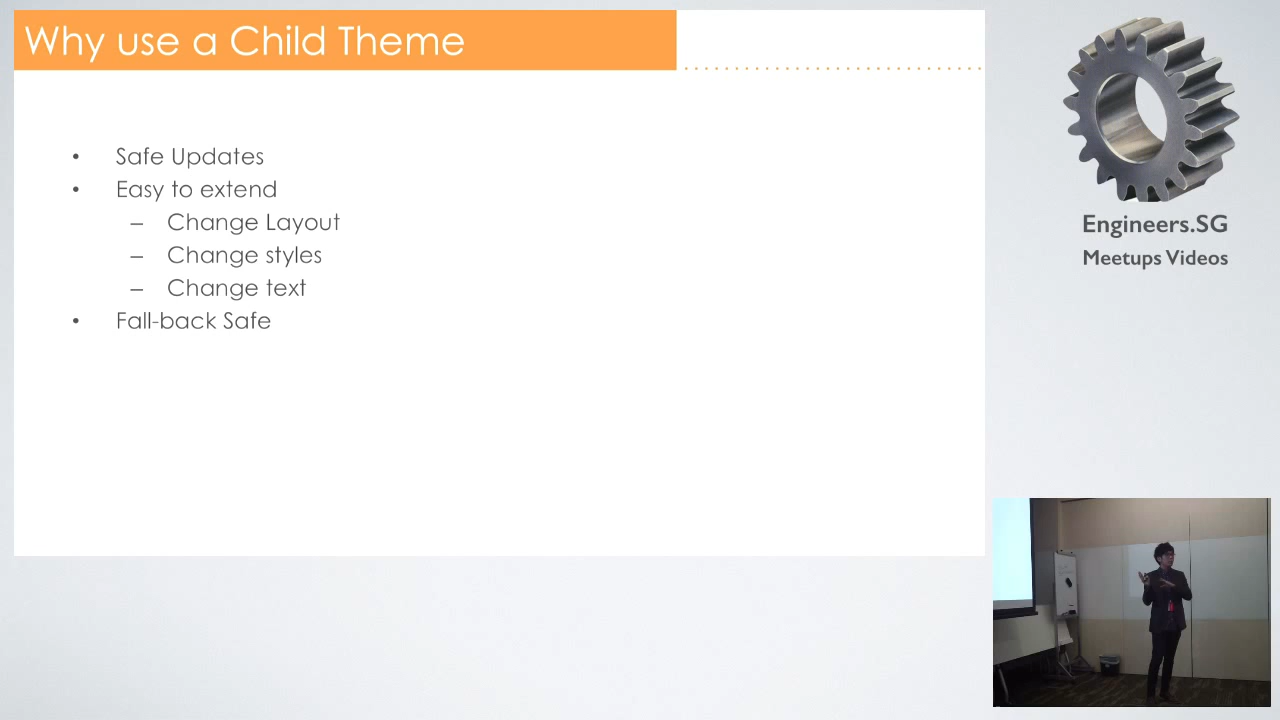 Why use a Child Theme
• Safe Updates
• Easy to extend
– Change Layout
– Change styles
– Change text
• Fall-back Safe
Engineers.SG
Meetups Videos